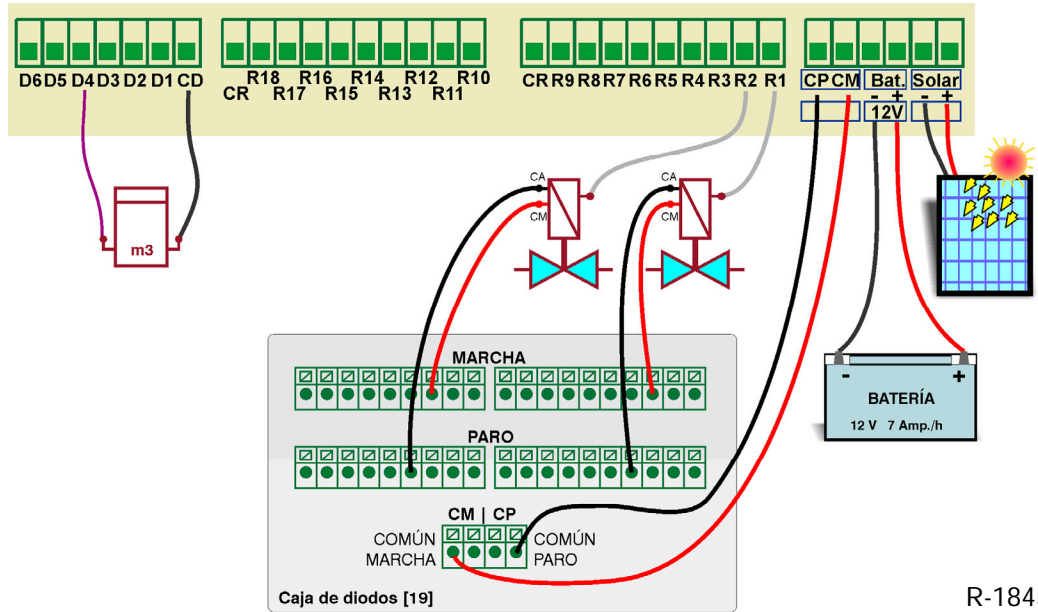 D6 D5 D4 D3 D2 D1 CD
R18 R16 R14 R12 R10
CR R17 R15 R13 R11
CR R9 R8 R7 R6 R5 R4 R3 R2 R1
CP CM Bat. Solar
- + - +
12V
CA
CM
CA
CM
m3
MARCHA
PARO
CM | CP
COMÚN
MARCHA
COMÚN
PARO
Caja de diodos [19]
- +
BATERÍA
12 V 7 Amp./h
R-184